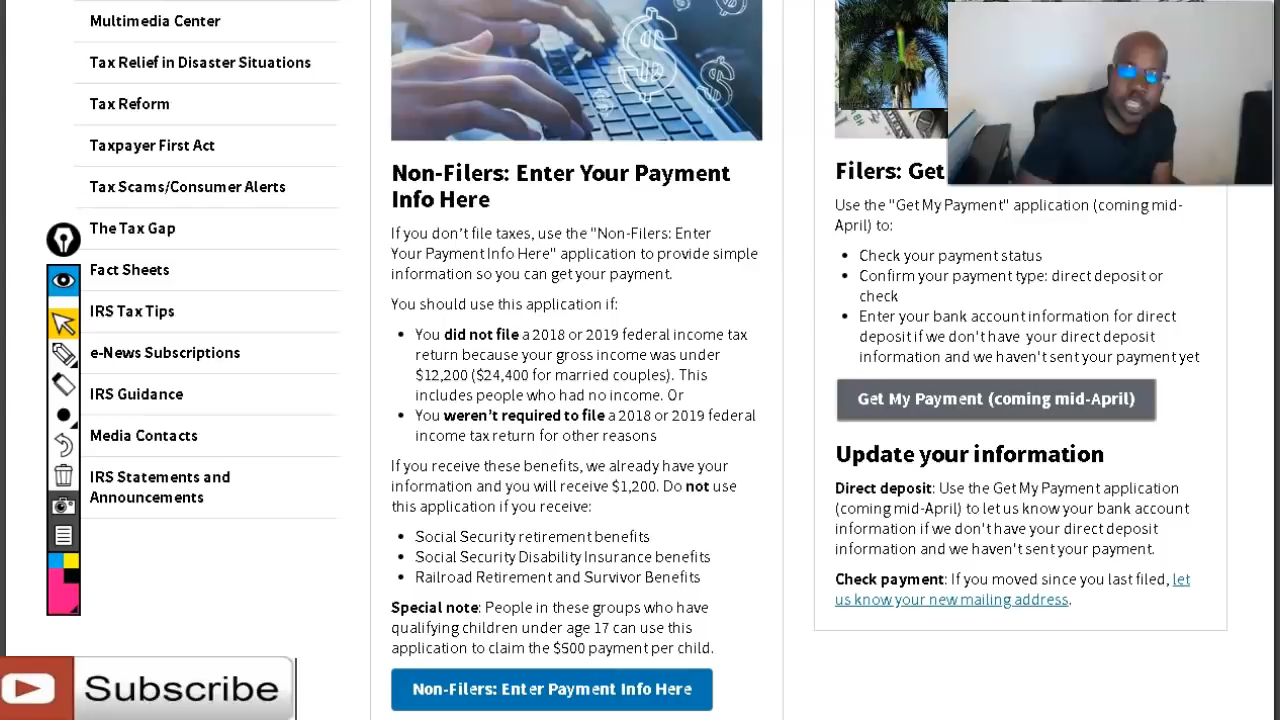 Multimedia Center
Tax Relief in Disaster Situations
Tax Reform
Taxpayer First Act
Tax Scams/Consumer Alerts
The Tax Gap
Fact Sheets
IRS Tax Tips
e-News Subscriptions
IRS Guidance
Media Contacts
IRS Statements and
Announcements
Subscribe
Non-Filers: Enter Your Payment
Info Here
If you don't file taxes, use the "Non-Filers: Enter
Your Payment Info Here" application to provide simple
information so you can get your payment.
You should use this application if:
• You did not file a 2018 or 2019 federal income tax
return because your gross income was under
$12,200 ($24,400 for married couples). This
includes people who had no income. Or
• You weren't required to file a 2018 or 2019 federal
income tax return for other reasons
If you receive these benefits, we already have your
information and you will receive $1,200. Do not use
this application if you receive:
• Social Security retirement benefits
• Social Security Disability Insurance benefits
• Railroad Retirement and Survivor Benefits
Special note: People in these groups who have
qualifying children under age 17 can use this
application to claim the $500 payment per child.
Non-Filers: Enter Payment Info Here
Filers: Get
Use the "Get My Payment" application (coming mid-
April) to:
• Check your payment status
• Confirm your payment type: direct deposit or
check
• Enter your bank account information for direct
deposit if we don't have your direct deposit
information and we haven't sent your payment yet
Get My Payment (coming mid-April)
Update your information
Direct deposit: Use the Get My Payment application
(coming mid-April) to let us know your bank account
information if we don't have your direct deposit
information and we haven't sent your payment.
Check payment: If you moved since you last filed, let
us know your new mailing address.